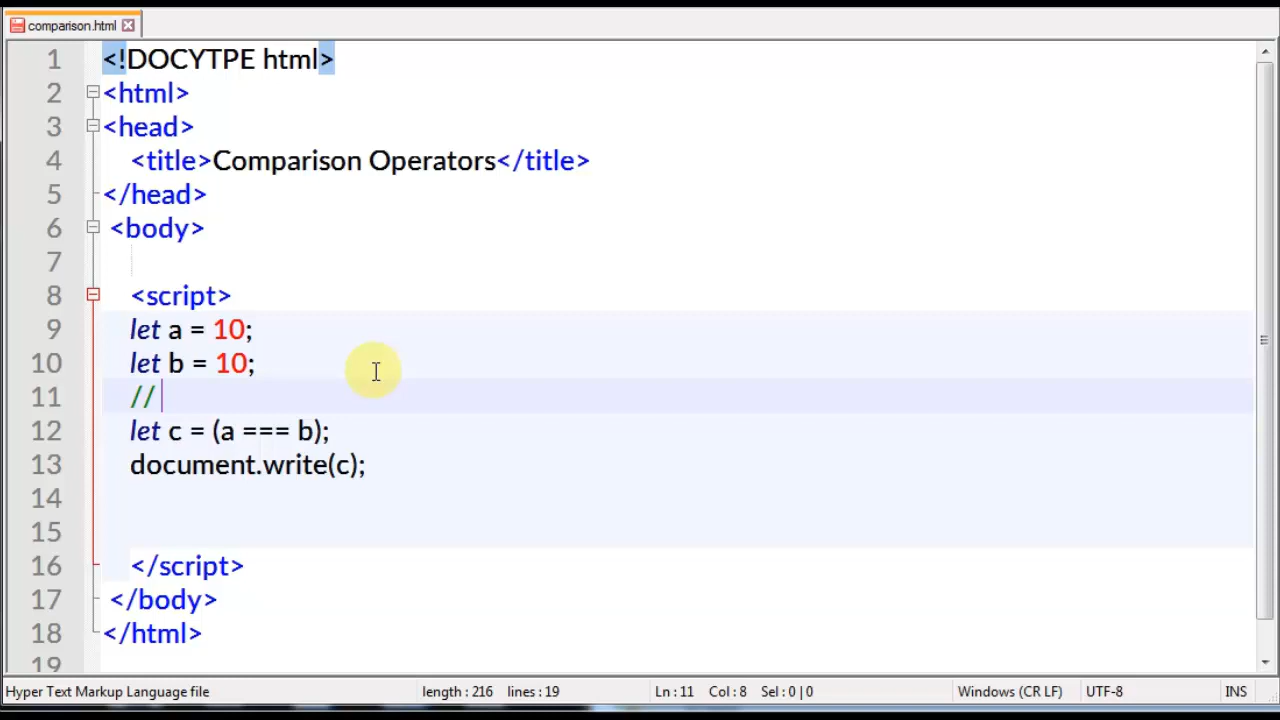 comparison.html
1 <!DOCYTPE html>
2 <html>
3 <head>
4 <title>Comparison Operators</title>
5 </head>
6 <body>
7
8 <script>
9 let a = 10;
10 let b = 10;
11 //
12 let c = (a === b);
13 document.write(c);
14
15
16 </script>
17 </body>
18 </html>
19
Hyper Text Markup Language file length : 216 lines : 19 Ln : 11 Col : 8 Sel : 0 | 0 Windows (CR LF) UTF-8 INS